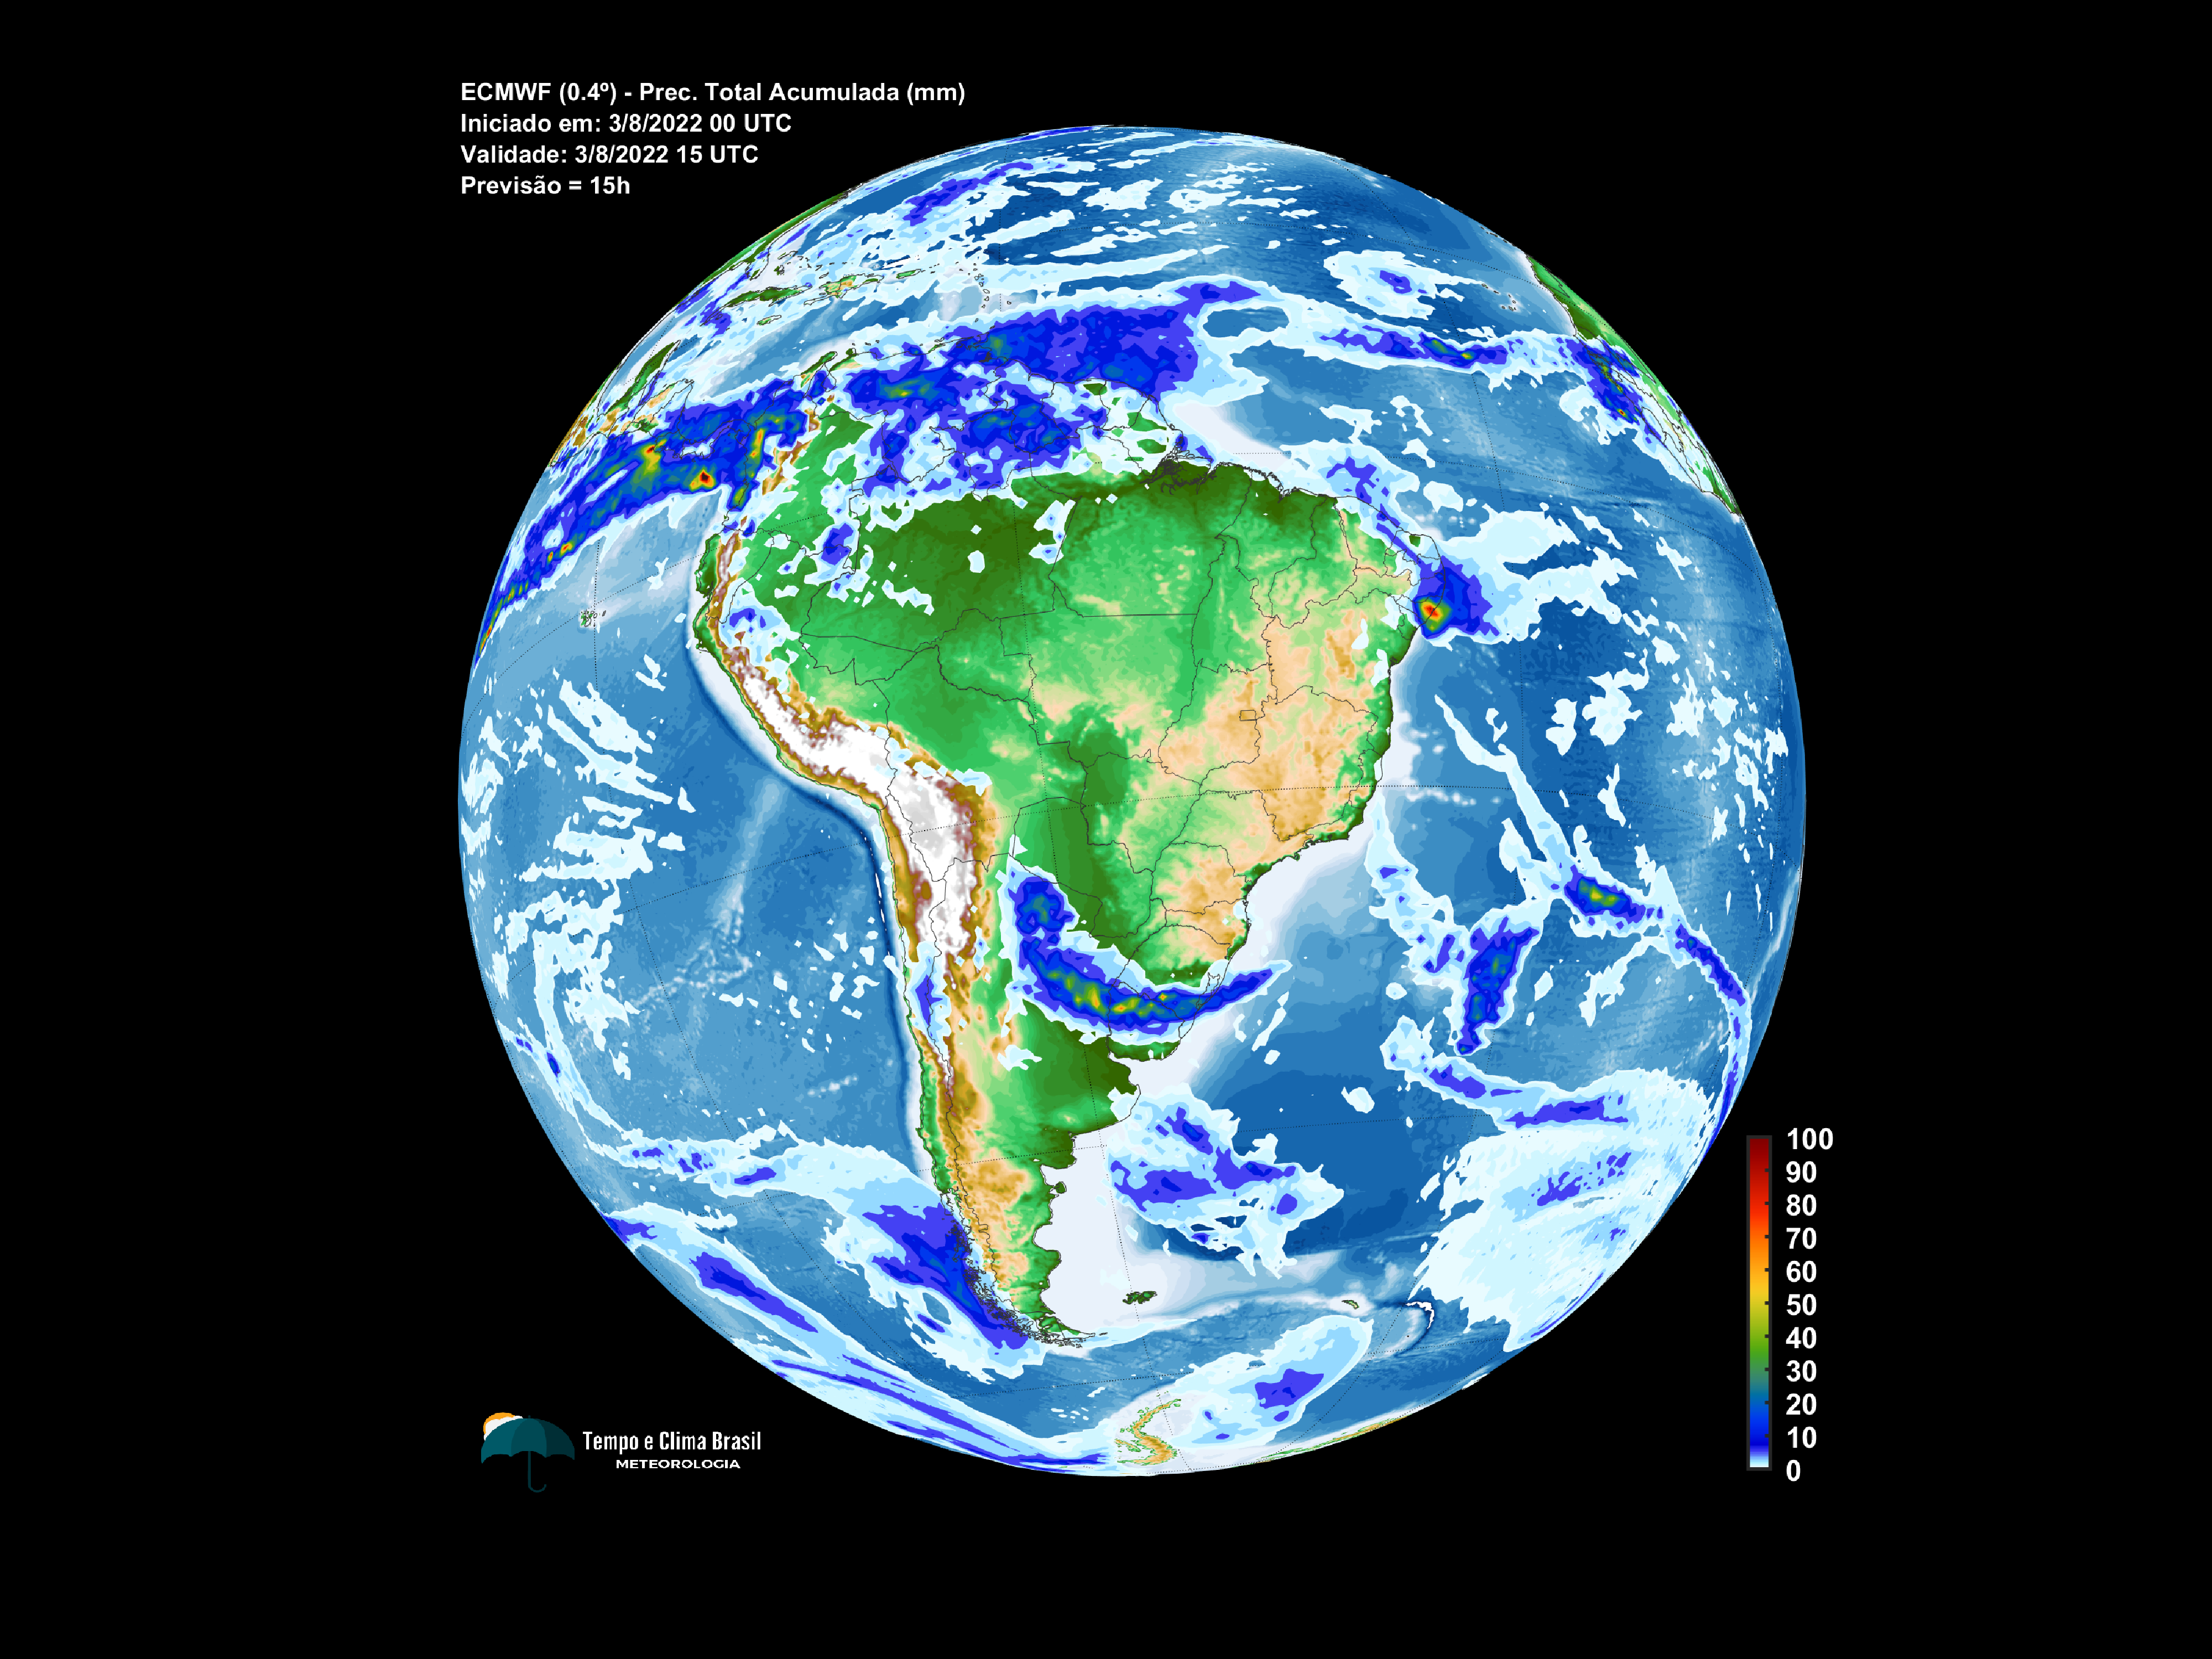 ECMWF (0.4º) - Prec. Total Acumulada (mm)
Iniciado em: 3/8/2022 00 UTC
Validade: 3/8/2022 15 UTC
Previsão = 15h
100
90
80
70
60
50
40
30
20
10
0
Tempo e Clima Brasil
METEOROLOGIA